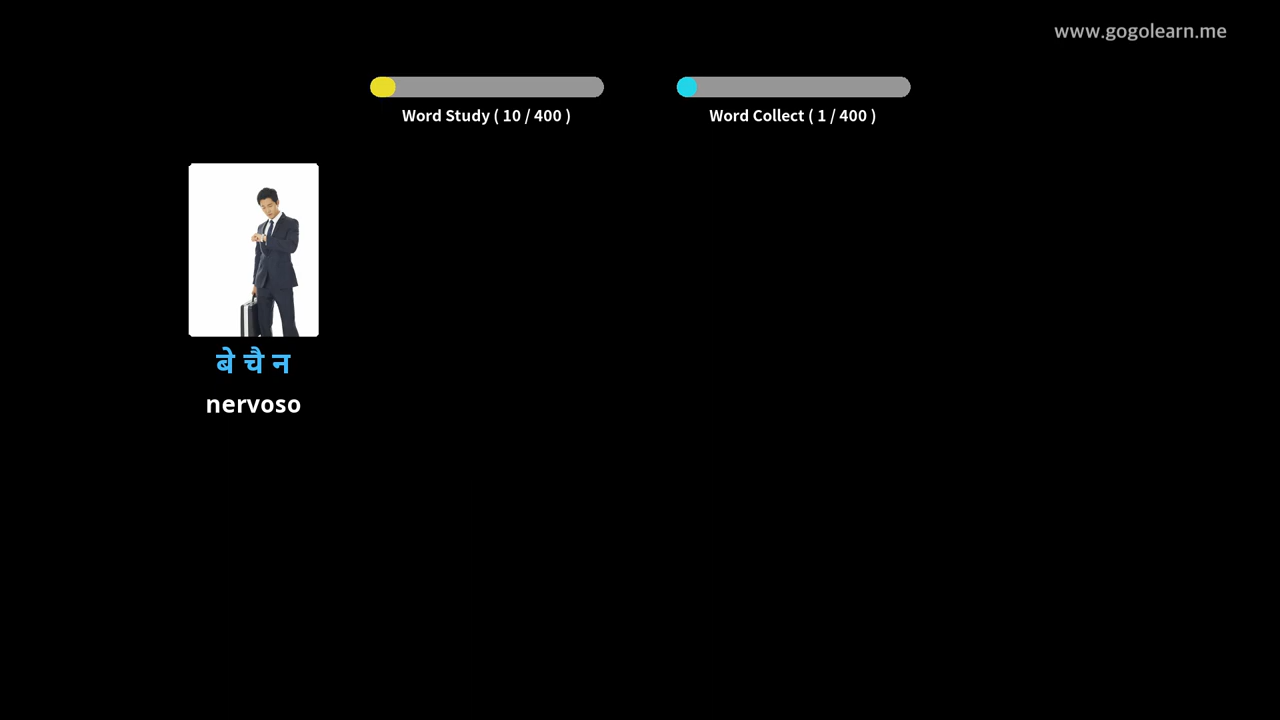 www.gogolearn.me
Word Study ( 10 / 400 )
Word Collect ( 1 / 400 )
बे चै न
nervoso